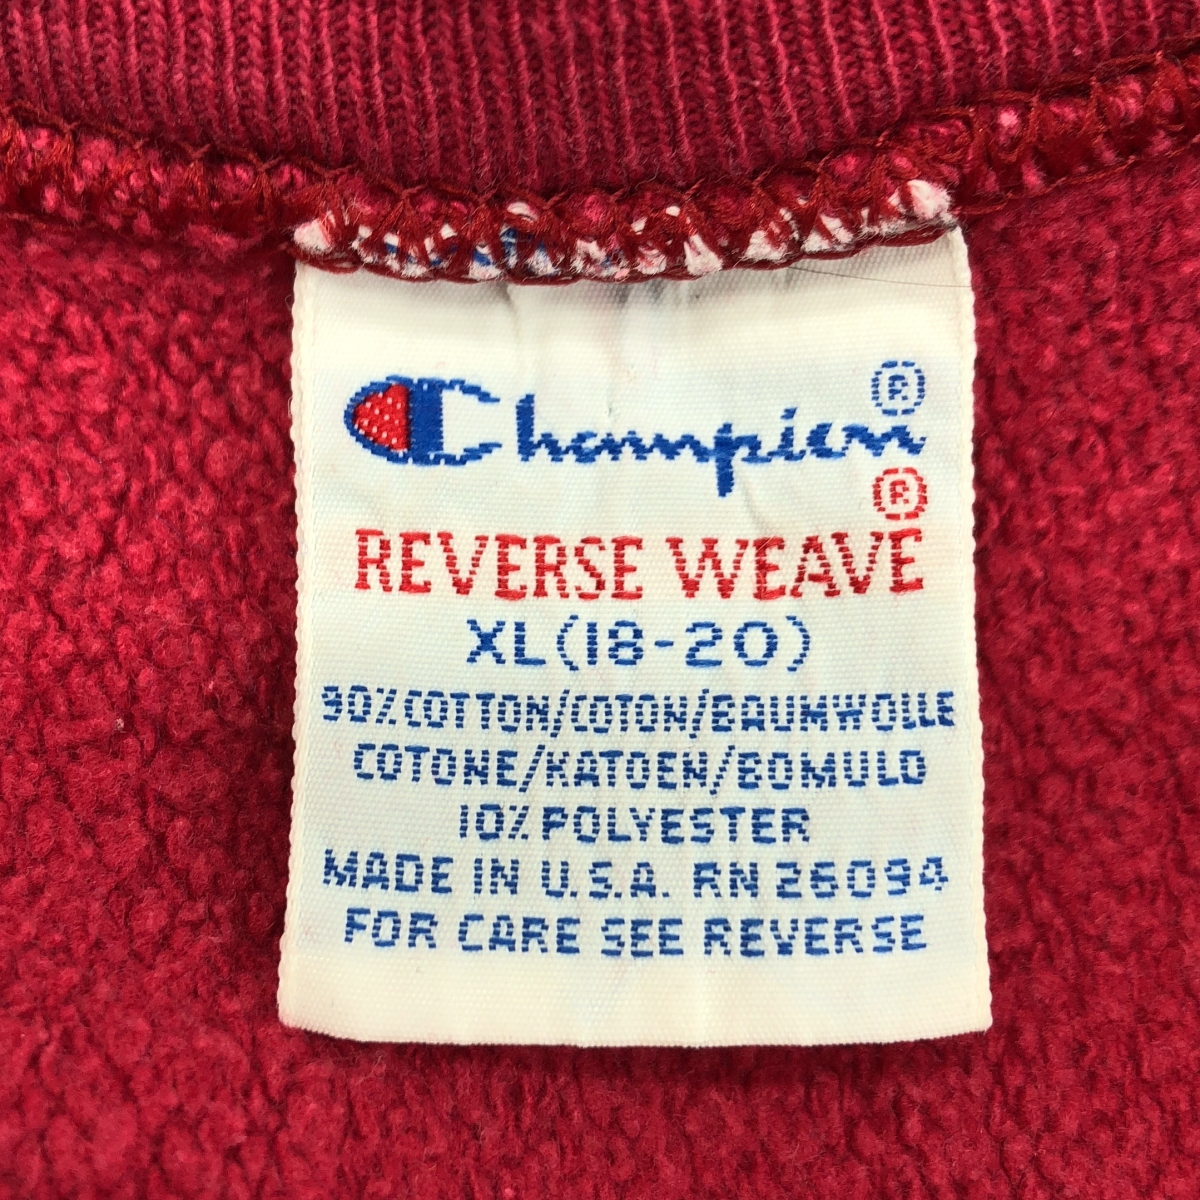 Champion®
REVERSE WEAVE®
XL(18-20)
90%COTTON/COTON/BAUMWOLLE
COTONE/KATOEN/BOMULD
10% POLYESTER
MADE IN U.S.A. RN 26094
FOR CARE SEE REVERSE